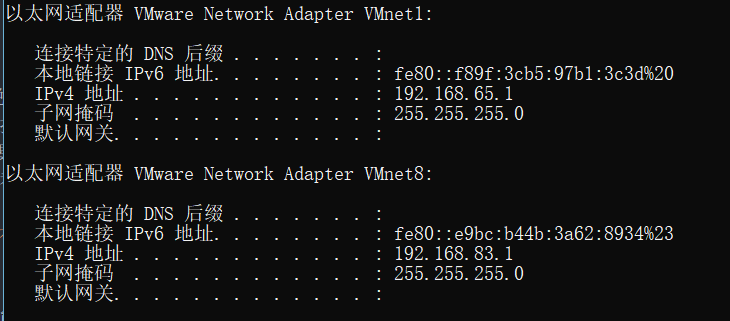 以太网适配器 VMware Network Adapter VMnet1:
连接特定的 DNS 后缀 . . . . . . . :
本地链接 IPv6 地址. . . . . . . . : fe80::f89f:3cb5:97b1:3c3d%20
IPv4 地址 . . . . . . . . . . . . : 192.168.65.1
子网掩码  . . . . . . . . . . . . : 255.255.255.0
默认网关. . . . . . . . . . . . . :
以太网适配器 VMware Network Adapter VMnet8:
连接特定的 DNS 后缀 . . . . . . . :
本地链接 IPv6 地址. . . . . . . . : fe80::e9bc:b44b:3a62:8934%23
IPv4 地址 . . . . . . . . . . . . : 192.168.83.1
子网掩码  . . . . . . . . . . . . : 255.255.255.0
默认网关. . . . . . . . . . . . . :